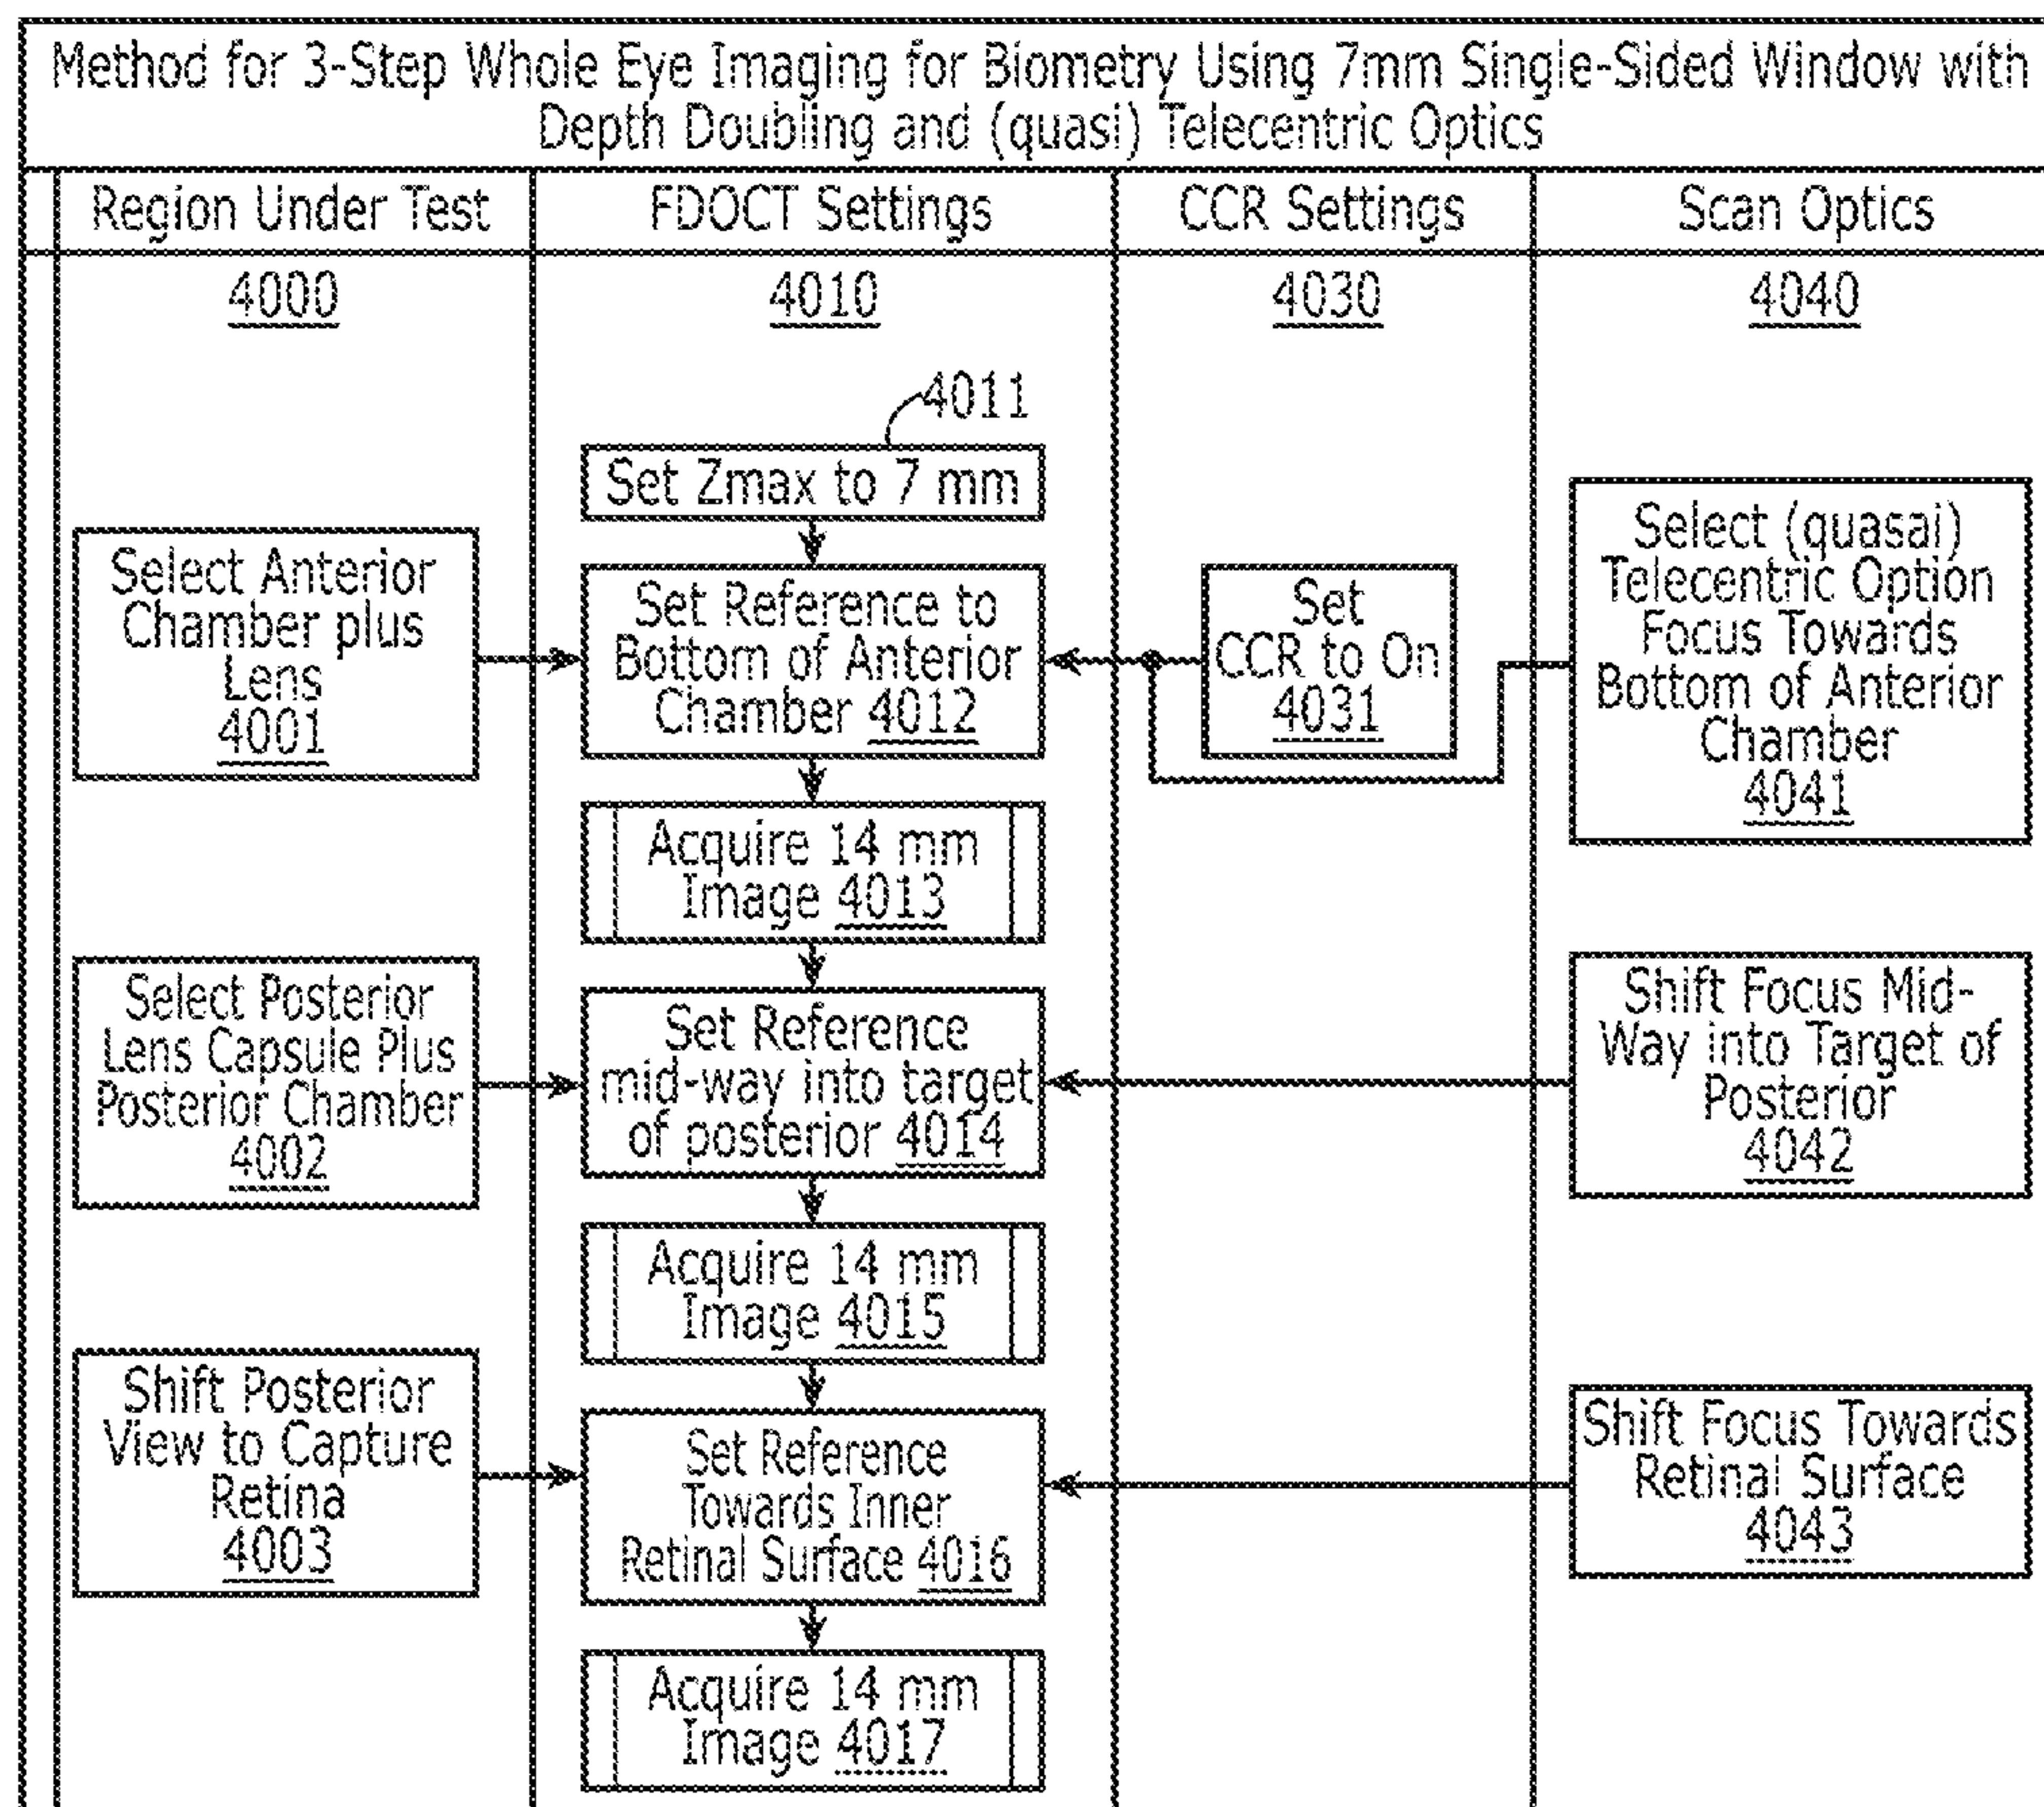 Method for 3-Step Whole Eye Imaging for Biometry Using 7mm Single-Sided Window with
Depth Doubling and (quasi) Telecentric Optics
Region Under Test
FDOCT Settings
CCR Settings
Scan Optics
4000
4010
4030
4040
4011
Set Zmax to 7 mm
Select Anterior
Chamber plus
Lens
4001
Set Reference to
Bottom of Anterior
Chamber 4012
Set
CCR to On
4031
Select (quasai)
Telecentric Option
Focus Towards
Bottom of Anterior
Chamber
4041
Acquire 14 mm
Image 4013
Select Posterior
Lens Capsule Plus
Posterior Chamber
4002
Set Reference
mid-way into target
of posterior 4014
Shift Focus Mid-
Way into Target of
Posterior
4042
Acquire 14 mm
Image 4015
Shift Posterior
View to Capture
Retina
4003
Set Reference
Towards Inner
Retinal Surface 4016
Shift Focus Towards
Retinal Surface
4043
Acquire 14 mm
Image 4017